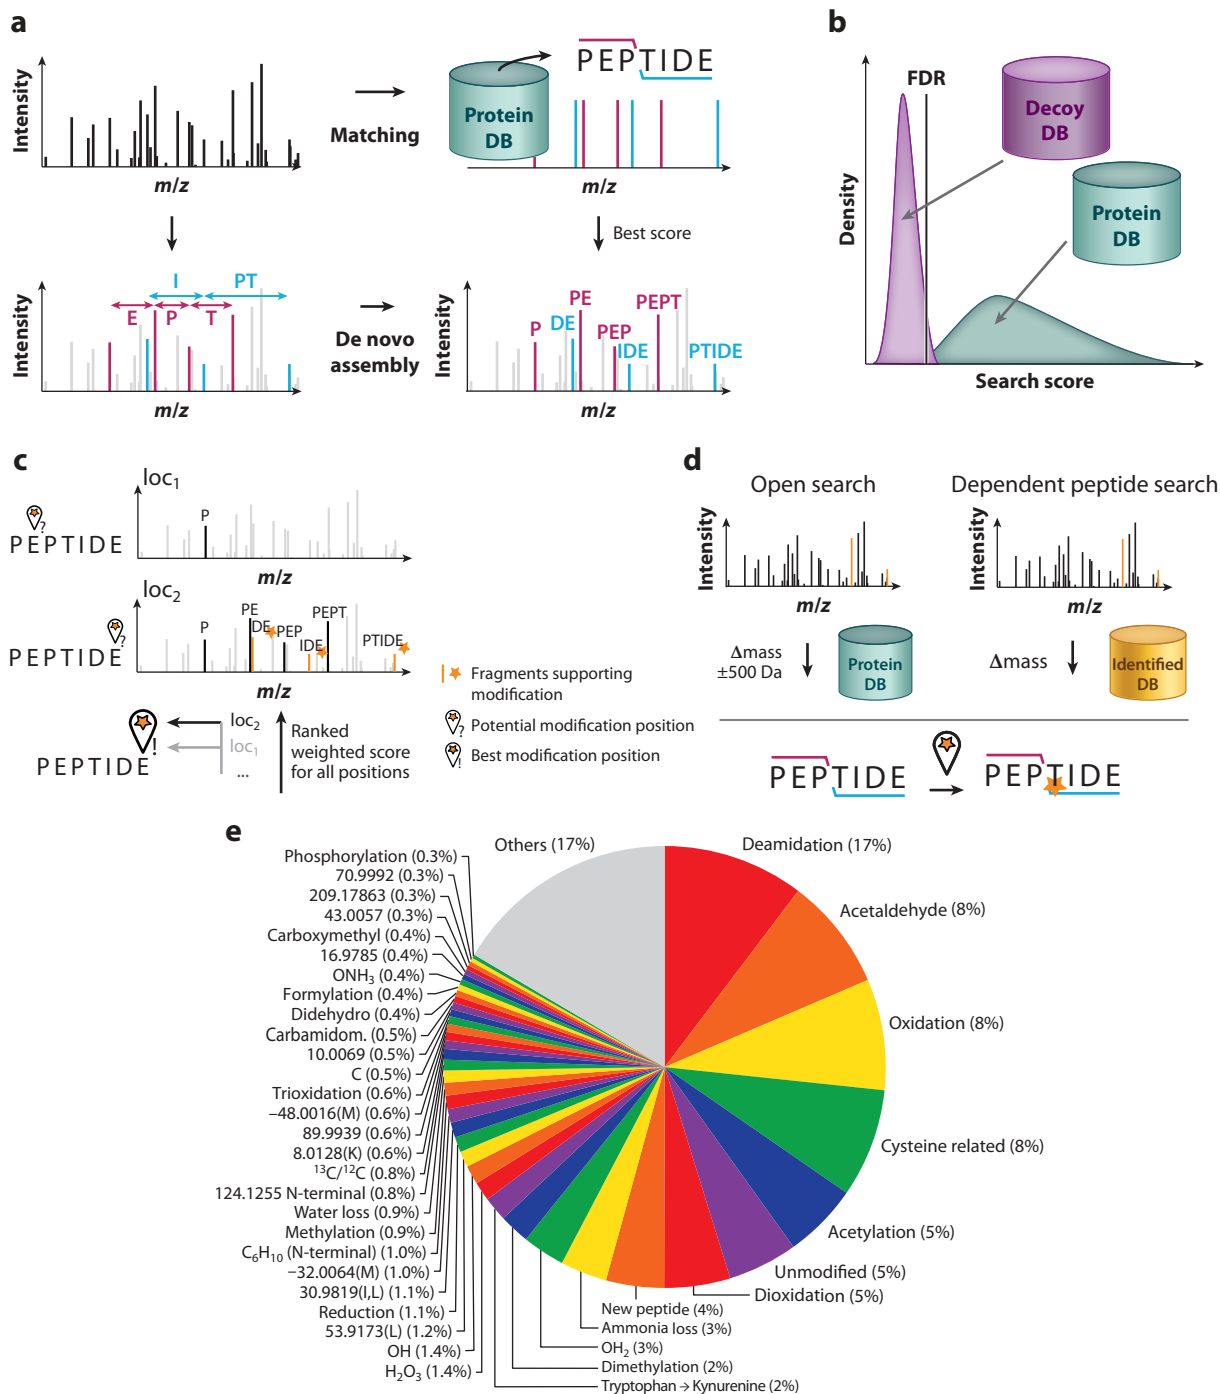 a
Intensity
m/z
Matching
Protein
DB
PEPTIDE
m/z
Best score
Intensity
I
PT
E
P
T
m/z
De novo
assembly
Intensity
P
DE
PE
PEP
IDE
PEPT
PTIDE
m/z
b
Density
FDR
Decoy
DB
Protein
DB
Search score
c
loc1
?
PEPTIDE
P
m/z
loc2
?
PEPTIDE
P
PE
DE
PEP
IDE
PEPT
PTIDE
m/z
!
PEPTIDE
loc2
loc1
...
Ranked
weighted score
for all positions
Fragments supporting
modification
? Potential modification position
! Best modification position
d
Open search
Intensity
m/z
Δmass
±500 Da
Protein
DB
Dependent peptide search
Intensity
m/z
Δmass
Identified
DB
PEPTIDE
PEPTIDE
e
Others (17%)
Deamidation (17%)
Acetaldehyde (8%)
Oxidation (8%)
Cysteine related (8%)
Acetylation (5%)
Unmodified (5%)
Dioxidation (5%)
New peptide (4%)
Ammonia loss (3%)
OH2 (3%)
Dimethylation (2%)
Tryptophan → Kynurenine (2%)
Phosphorylation (0.3%)
70.9992 (0.3%)
209.17863 (0.3%)
43.0057 (0.3%)
Carboxymethyl (0.4%)
16.9785 (0.4%)
ONH3 (0.4%)
Formylation (0.4%)
Didehydro (0.4%)
Carbamidom. (0.5%)
10.0069 (0.5%)
C (0.5%)
Trioxidation (0.6%)
−48.0016(M) (0.6%)
89.9939 (0.6%)
8.0128(K) (0.6%)
13C/12C (0.8%)
124.1255 N-terminal (0.8%)
Water loss (0.9%)
Methylation (0.9%)
C6H10 (N-terminal) (1.0%)
−32.0064(M) (1.0%)
30.9819(I,L) (1.1%)
Reduction (1.1%)
53.9173(L) (1.2%)
OH (1.4%)
H2O3 (1.4%)